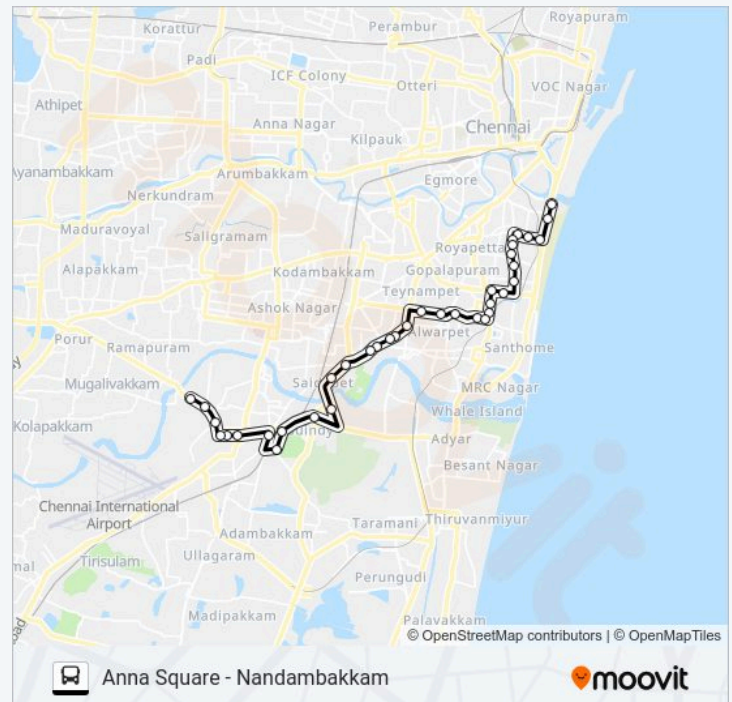 Royapuram
Korattur
Perambur
Padi
ICF Colony
Otteri
VOC Nagar
Athipet
Anna Nagar
Chennai
Kilpauk
Ayanambakkam
Arumbakkam
Egmore
Nerkundram
Maduravoyal
Saligramam
Royapetta
Alapakkam
Kodambakkam
Gopalapuram
Teynampet
Ashok Nagar
Porur
Ramapuram
Alwarpet
Santhome
Mugalivakkam
MRC Nagar
Kolapakkam
Whale Island
Adyar
Besant Nagar
Chennai International
Airport
Adambakkam
Taramani
Thiruvanmiyur
Ullagaram
Tirisulam
Perungudi
Madipakkam
Palavakkam
© OpenStreetMap contributors | © OpenMapTiles
Anna Square - Nandambakkam
moovit